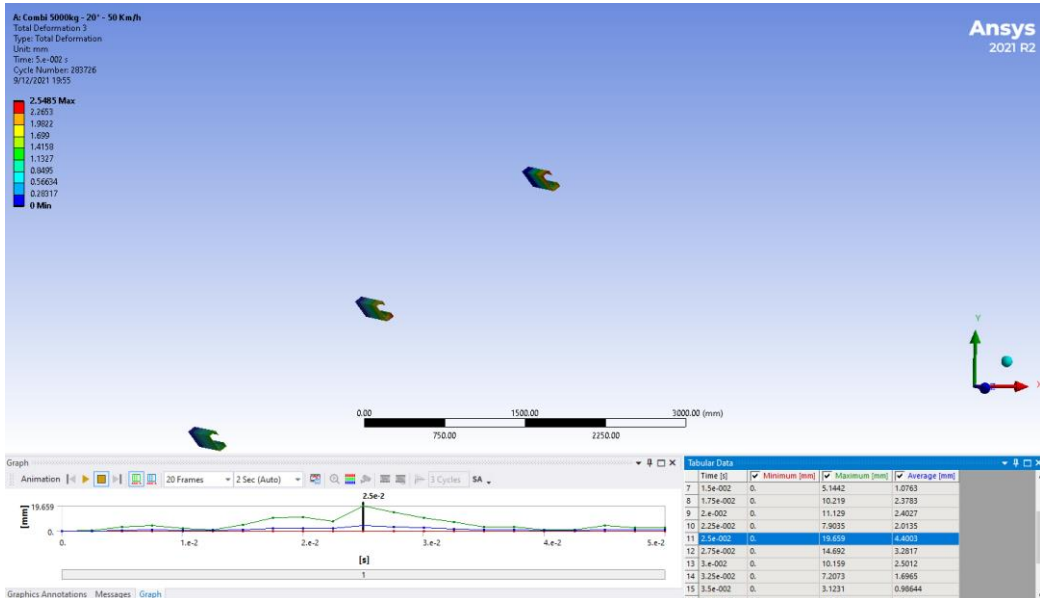 A: Combi 5000kg - 20° - 50 Km/h
Total Deformation 3
Type: Total Deformation
Unit: mm
Time: 5.e-002 s
Cycle Number: 283726
9/12/2021 19:55
2.5485 Max
2.2653
1.9822
1.699
1.4158
1.1327
0.8495
0.56634
0.28317
0 Min
Ansys
2021 R2
Y
X
0.00 1500.00 3000.00 (mm)
750.00 2250.00
Graph
Animation 20 Frames 2 Sec (Auto) 3 Cycles SA
2.5e-2
19.659
[mm]
0.
0. 1.e-2 2.e-2 3.e-2 4.e-2 5.e-2
[s]
1
Graphics Annotations Messages Graph
Tabular Data
Time [s] Minimum [mm] Maximum [mm] Average [mm]
7 1.5e-002 0. 5.1442 1.0763
8 1.75e-002 0. 10.219 2.3783
9 2.e-002 0. 11.129 2.4027
10 2.25e-002 0. 7.9035 2.0135
11 2.5e-002 0. 19.659 4.4003
12 2.75e-002 0. 14.692 3.2817
13 3.e-002 0. 10.159 2.5012
14 3.25e-002 0. 7.2073 1.6965
15 3.5e-002 0. 3.1231 0.98644